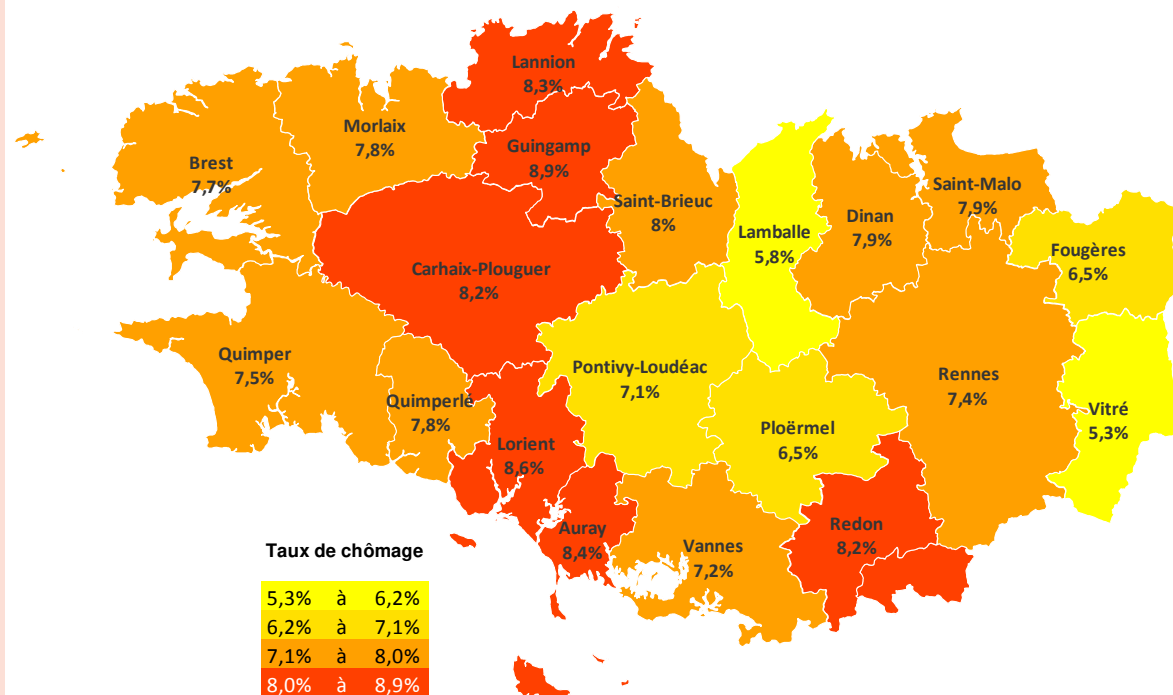 Lannion
8,3%
Morlaix
7,8%
Guingamp
8,9%
Brest
7,7%
Saint-Brieuc
8%
Lamballe
5,8%
Dinan
7,9%
Saint-Malo
7,9%
Fougères
6,5%
Carhaix-Plouguer
8,2%
Quimper
7,5%
Quimperlé
7,8%
Pontivy-Loudéac
7,1%
Rennes
7,4%
Vitré
5,3%
Ploërmel
6,5%
Lorient
8,6%
Auray
8,4%
Vannes
7,2%
Redon
8,2%
Taux de chômage
5,3% à 6,2%
6,2% à 7,1%
7,1% à 8,0%
8,0% à 8,9%